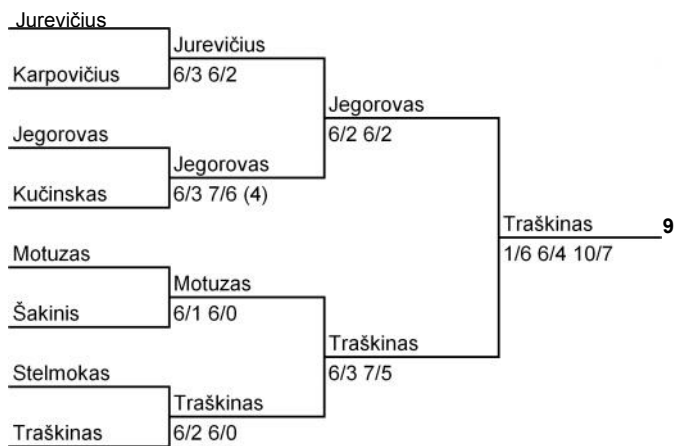 Jurevičius
Jurevičius
Karpovičius
6/3 6/2
Jegorovas
6/2 6/2
Jegorovas
Jegorovas
Kučinskas
6/3 7/6 (4)
Traškinas
9
1/6 6/4 10/7
Motuzas
Motuzas
Šakinis
6/1 6/0
Traškinas
6/3 7/5
Stelmokas
Traškinas
Traškinas
6/2 6/0